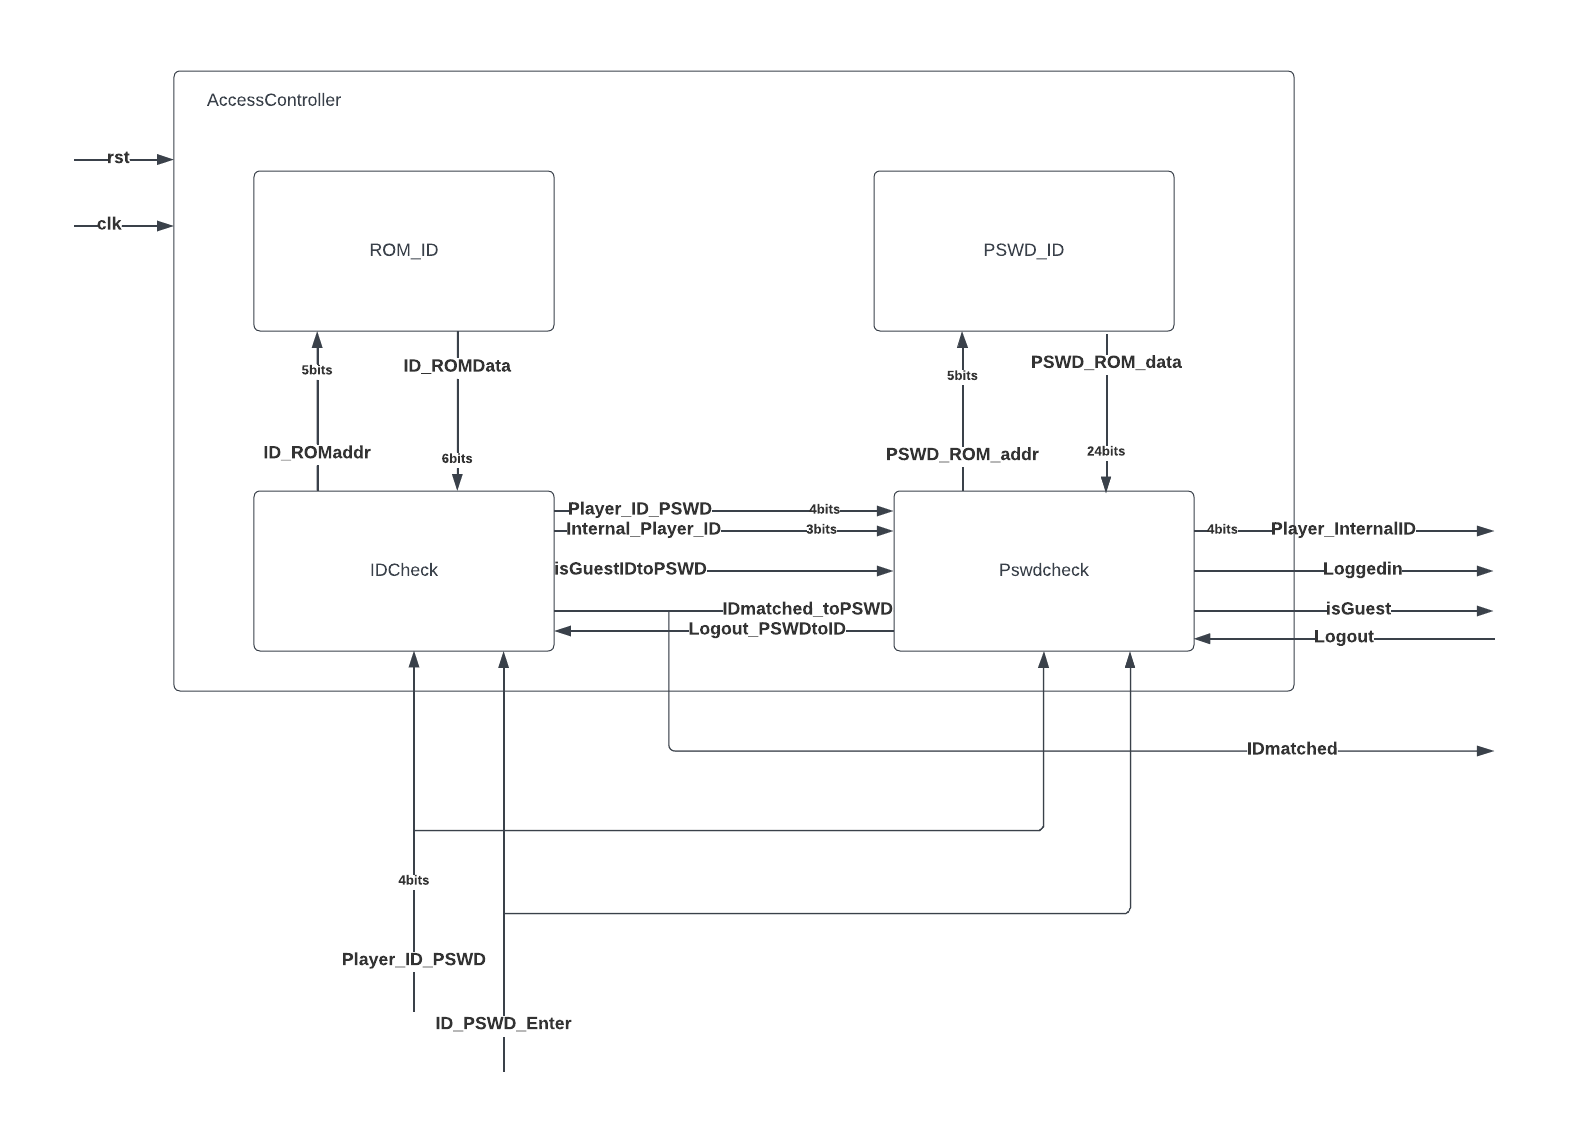 AccessController
rst
clk
ROM_ID
PSWD_ID
5bits
ID_ROMData
5bits
PSWD_ROM_data
ID_ROMaddr
6bits
PSWD_ROM_addr
24bits
Player_ID_PSWD 4bits
Internal_Player_ID 3bits
4bits Player_InternalID
IDCheck
isGuestIDtoPSWD
Pswdcheck
Loggedin
IDmatched_toPSWD
isGuest
Logout_PSWDtoID
Logout
IDmatched
4bits
Player_ID_PSWD
ID_PSWD_Enter